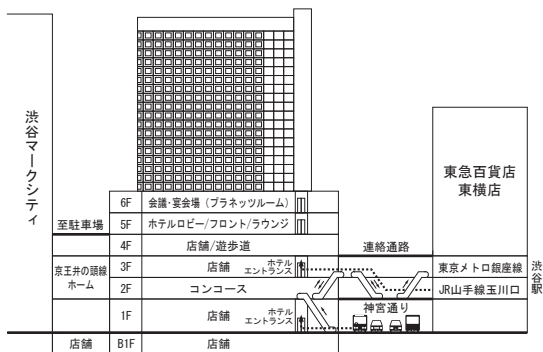 渋谷マークシティ
東急百貨店
東横店
6F 会議・宴会場(プラネッツルーム)
至駐車場 5F ホテルロビー/フロント/ラウンジ
4F 店舗/遊歩道 連絡通路
京王井の頭線
ホーム
3F 店舗 ホテル
エントランス
東京メトロ銀座線
2F コンコース JR山手線玉川口
渋谷駅
1F 店舗 ホテル
エントランス
神宮通り
店舗 B1F 店舗